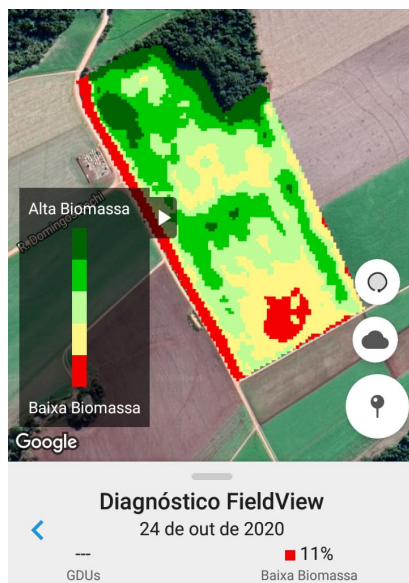 Alta Biomassa
Baixa Biomassa
Google
Diagnóstico FieldView
24 de out de 2020
--- 11%
GDUs Baixa Biomassa